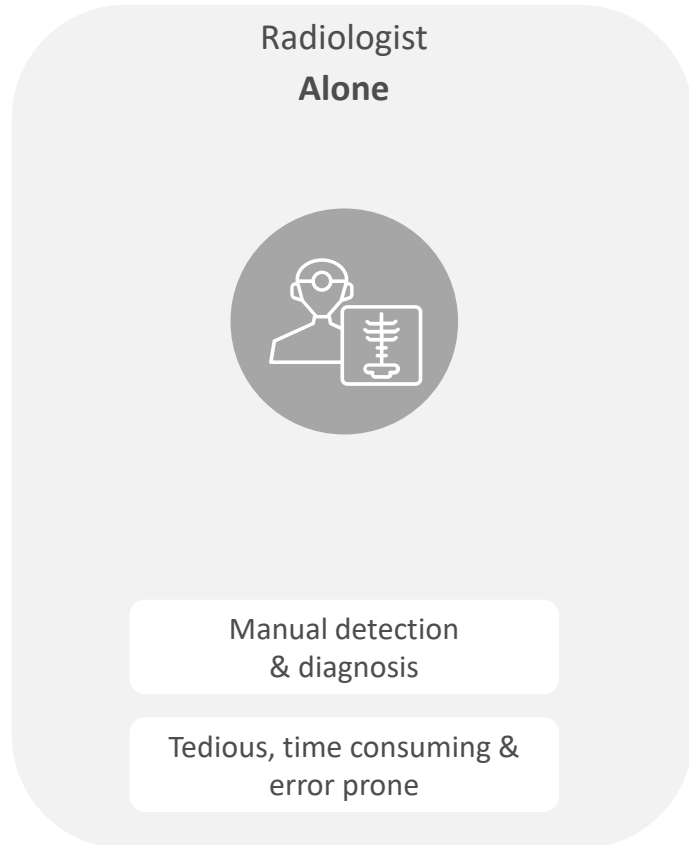 Radiologist
Alone
Manual detection
& diagnosis
Tedious, time consuming &
error prone